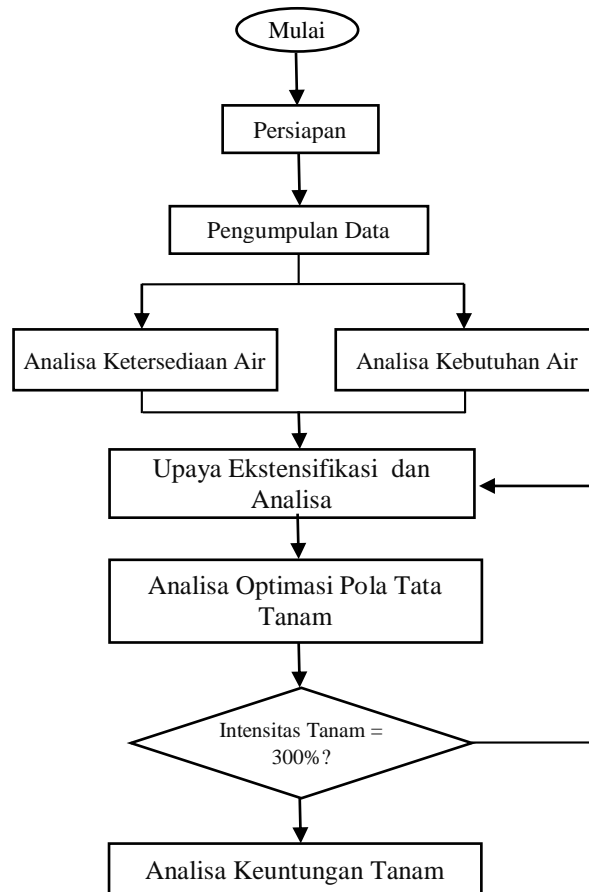 Mulai
Persiapan
Pengumpulan Data
Analisa Ketersediaan Air
Analisa Kebutuhan Air
Upaya Ekstensifikasi dan
Analisa
Analisa Optimasi Pola Tata
Tanam
Intensitas Tanam =
300%?
Analisa Keuntungan Tanam